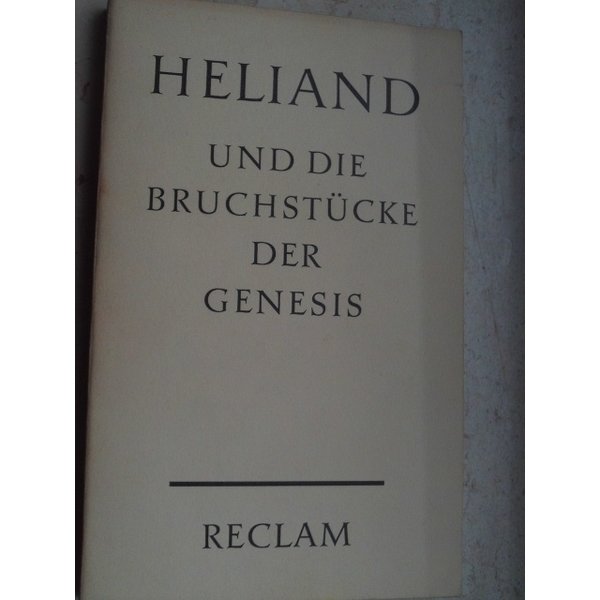 HELIAND
UND DIE
BRUCHSTÜCKE
DER
GENESIS
RECLAM